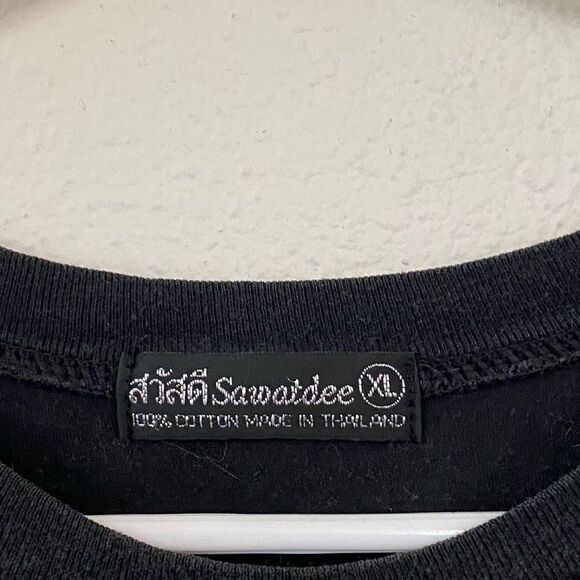 สวัสดี Sawatdee XL
100% COTTON MADE IN THAILAND